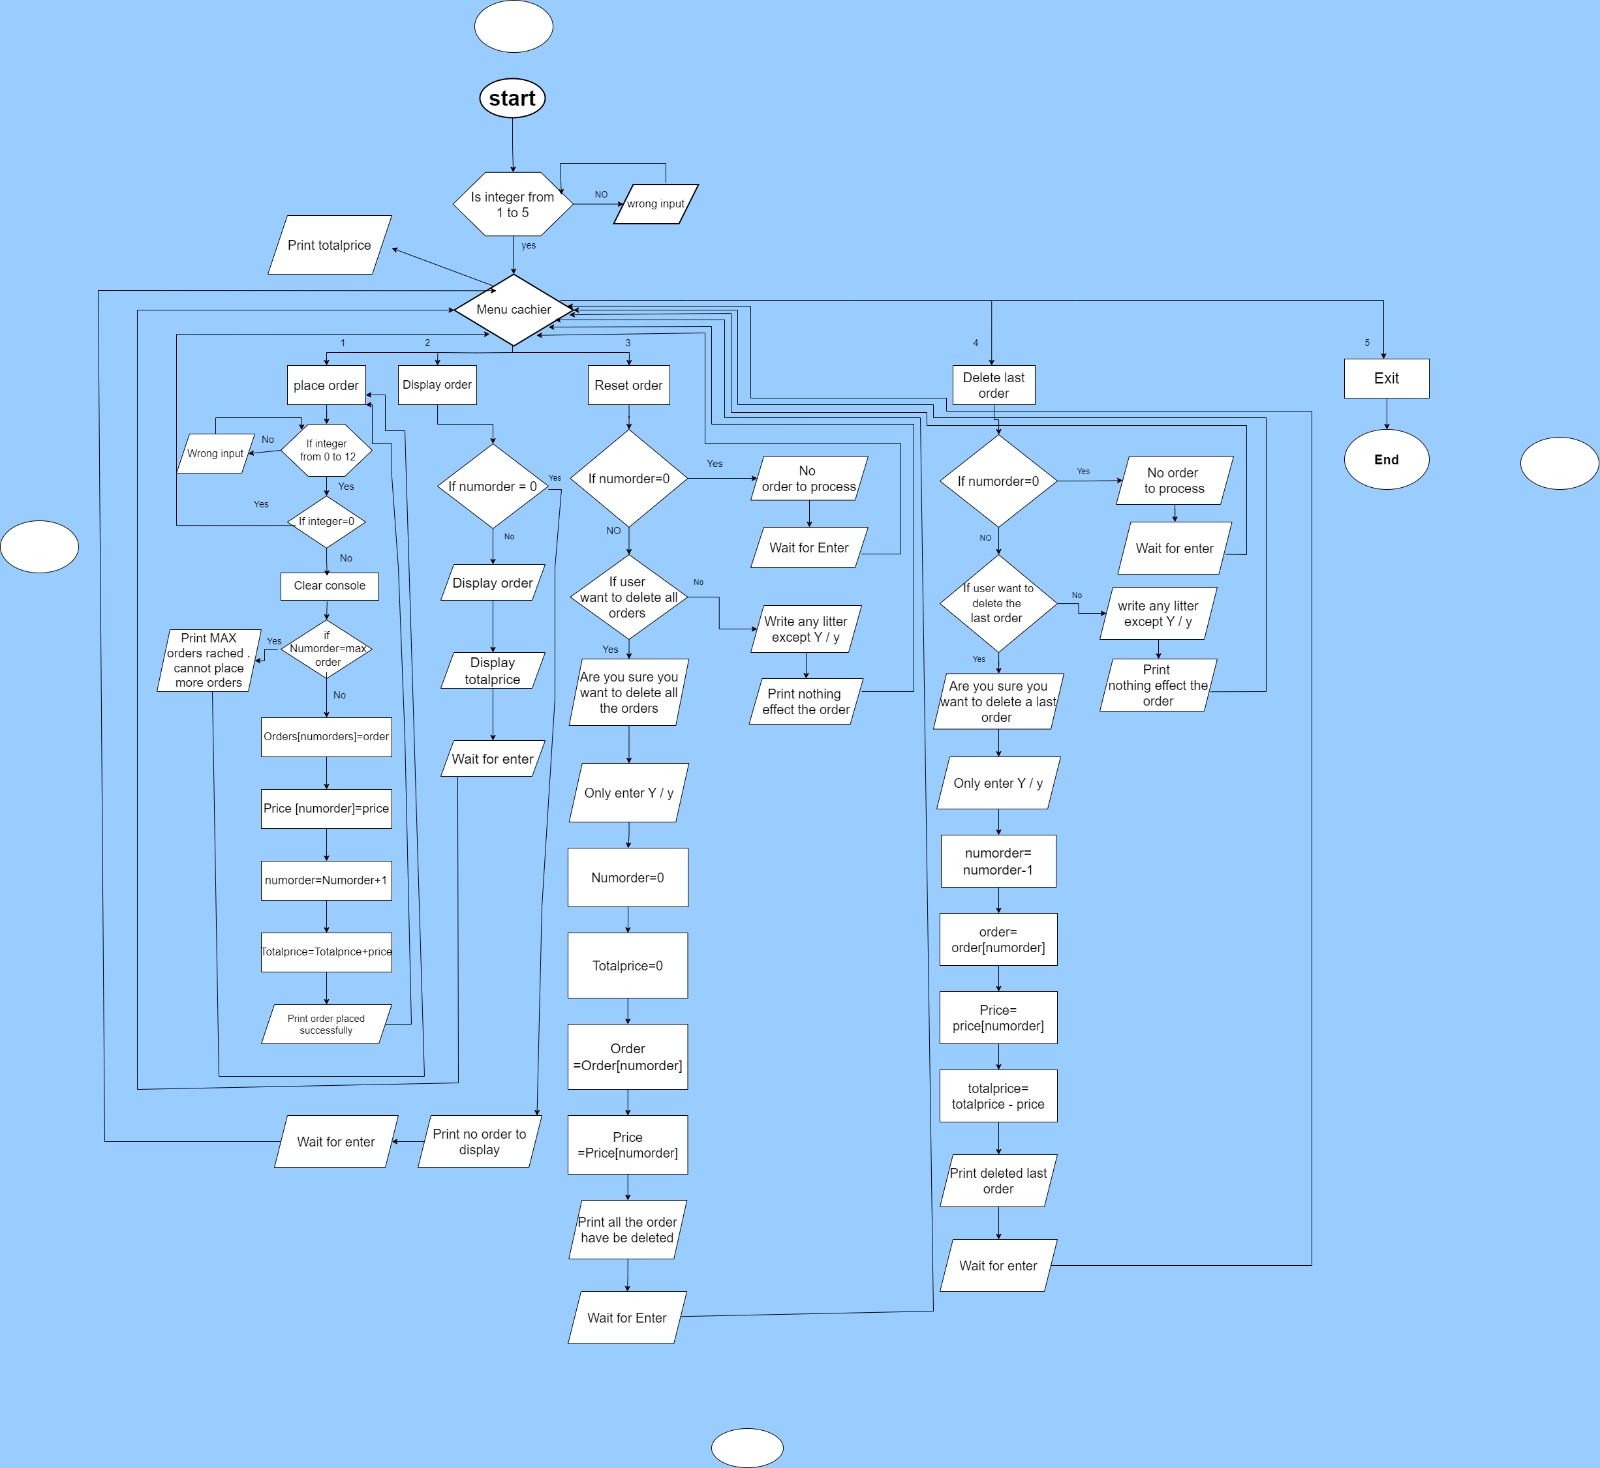 start
Is integer from
1 to 5
NO
wrong input
yes
Print totalprice
Menu cachier
1
2
3
4
5
place order
Display order
Reset order
Delete last
order
Exit
End
Wrong input
No
If integer
from 0 to 12
Yes
Yes
If integer=0
No
Clear console
Print MAX
orders rached .
cannot place
more orders
Yes
if
Numorder=max
order
No
Orders[numorders]=order
Price [numorder]=price
numorder=Numorder+1
Totalprice=Totalprice+price
Print order placed
successfully
If numorder = 0
Yes
No
Display order
Display
totalprice
Wait for enter
Print no order to
display
Wait for enter
If numorder=0
Yes
No
order to process
Wait for Enter
NO
If user
want to delete all
orders
No
Write any litter
except Y / y
Print nothing
effect the order
Yes
Are you sure you
want to delete all
the orders
Only enter Y / y
Numorder=0
Totalprice=0
Order
=Order[numorder]
Price
=Price[numorder]
Print all the order
have be deleted
Wait for Enter
If numorder=0
Yes
No order
to process
Wait for enter
NO
If user want to
delete the
last order
No
write any litter
except Y / y
Print
nothing effect the
order
Yes
Are you sure you
want to delete a last
order
Only enter Y / y
numorder=
numorder-1
order=
order[numorder]
Price=
price[numorder]
totalprice=
totalprice - price
Print deleted last
order
Wait for enter